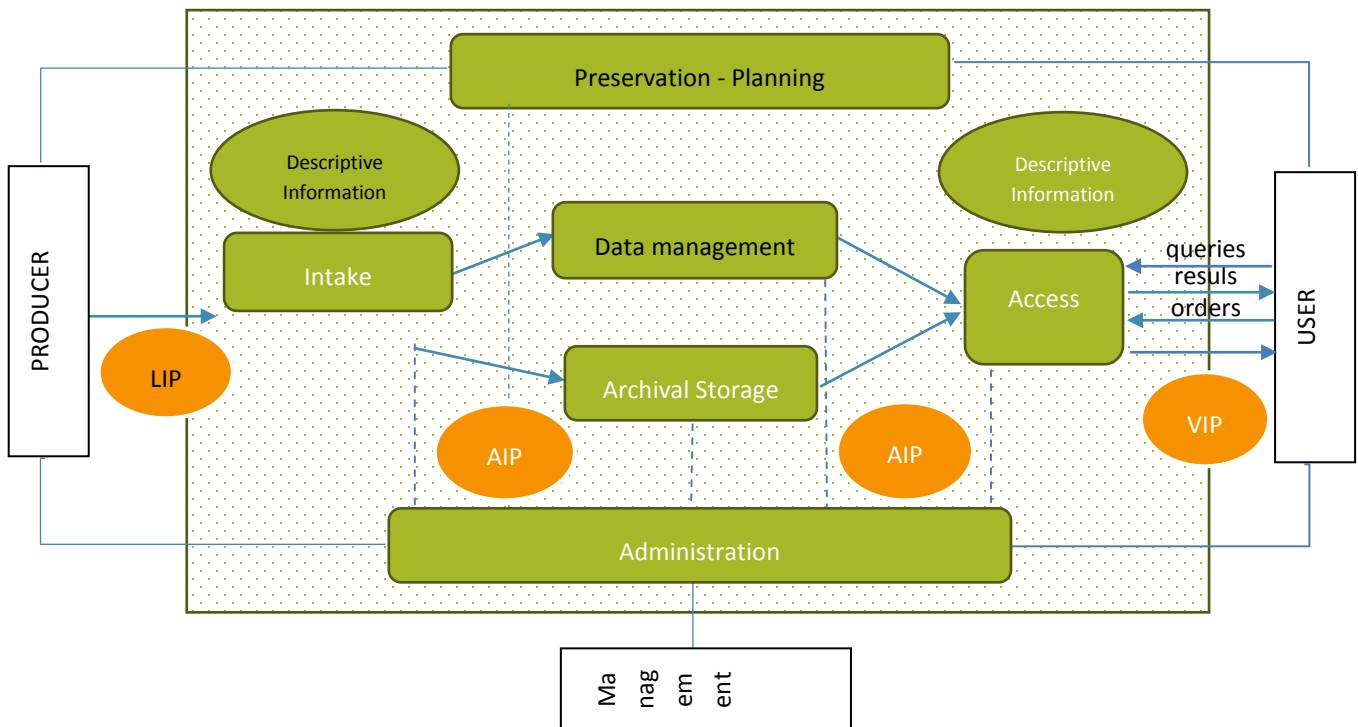 Preservation - Planning
Descriptive
Information
Descriptive
Information
PRODUCER
Intake
Data management
Access
queries
resuls
orders
USER
LIP
Archival Storage
AIP
AIP
VIP
Administration
Ma
nag
em
ent